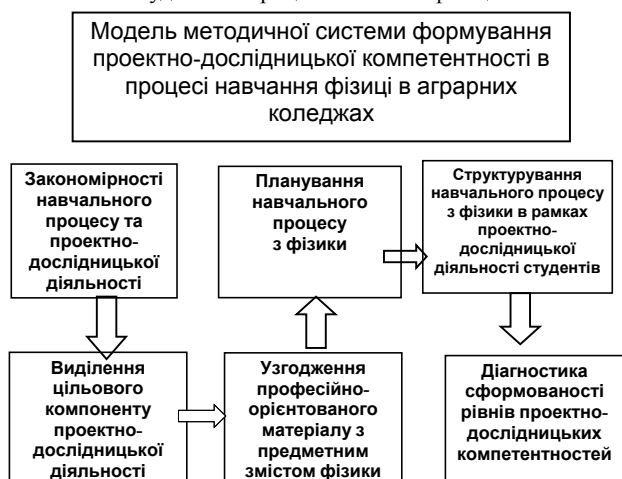 Модель методичної системи формування
проектно-дослідницької компетентності в
процесі навчання фізиці в аграрних
коледжах
Закономірності
навчального
процесу та
проектно-
дослідницької
діяльності
Планування
навчального
процесу
з фізики
Структурування
навчального процесу
з фізики в рамках
проектно-
дослідницької
діяльності студентів
Виділення
цільового
компоненту
проектно-
дослідницької
діяльності
Узгодження
професійно-
орієнтованого
матеріалу з
предметним
змістом фізики
Діагностика
сформованості
рівнів проектно-
дослідницьких
компетентностей